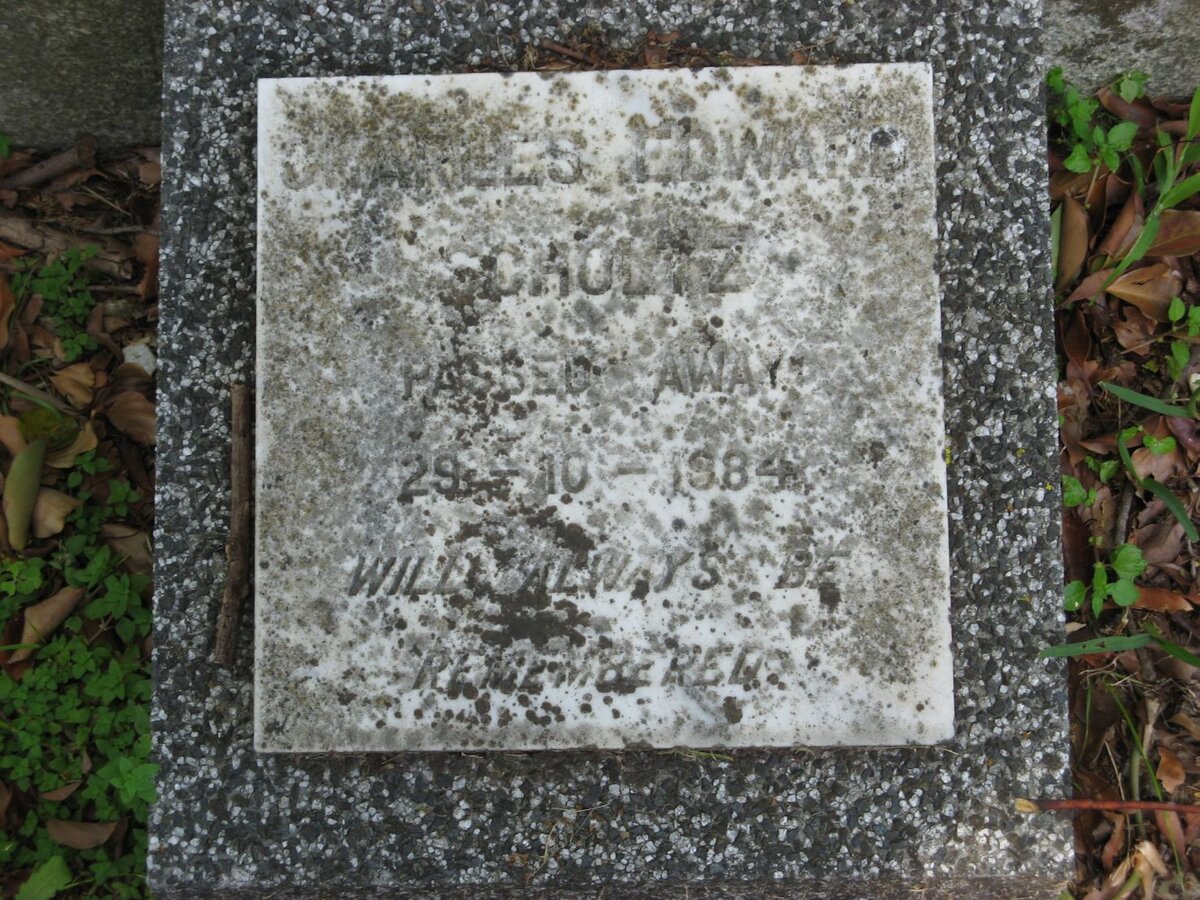 CHARLES EDWARD
SCHOLTZ
PASSED AWAY
29 - 10 - 1984
WILL ALWAYS BE
REMEMBERED.